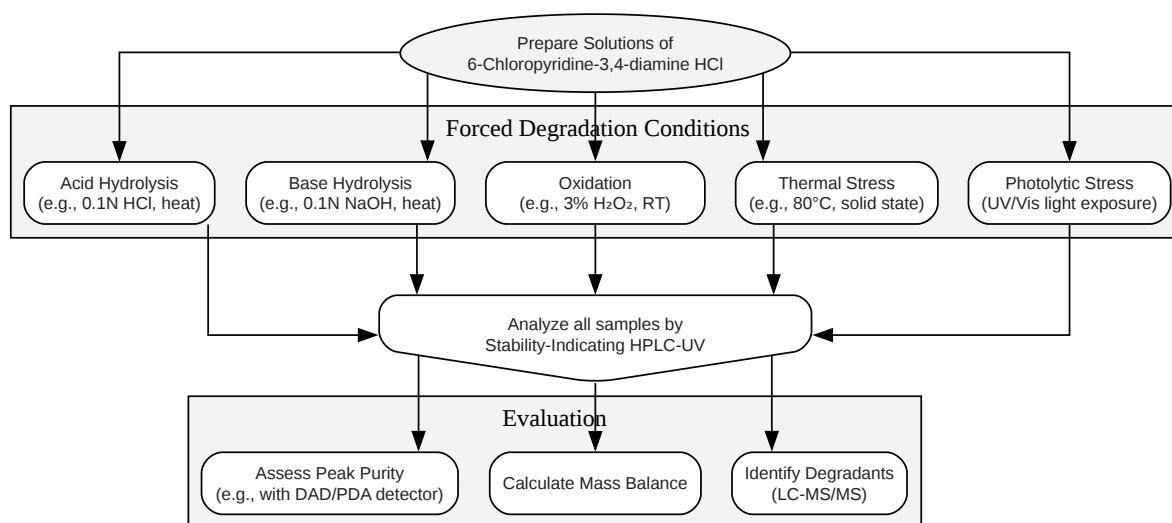 Prepare Solutions of
6-Chloropyridine-3,4-diamine HCl
Forced Degradation Conditions
Acid Hydrolysis
(e.g., 0.1N HCl, heat)
Base Hydrolysis
(e.g., 0.1N NaOH, heat)
Oxidation
(e.g., 3% H₂O₂, RT)
Thermal Stress
(e.g., 80°C, solid state)
Photolytic Stress
(UV/Vis light exposure)
Analyze all samples by
Stability-Indicating HPLC-UV
Evaluation
Assess Peak Purity
(e.g., with DAD/PDA detector)
Calculate Mass Balance
Identify Degradants
(LC-MS/MS)